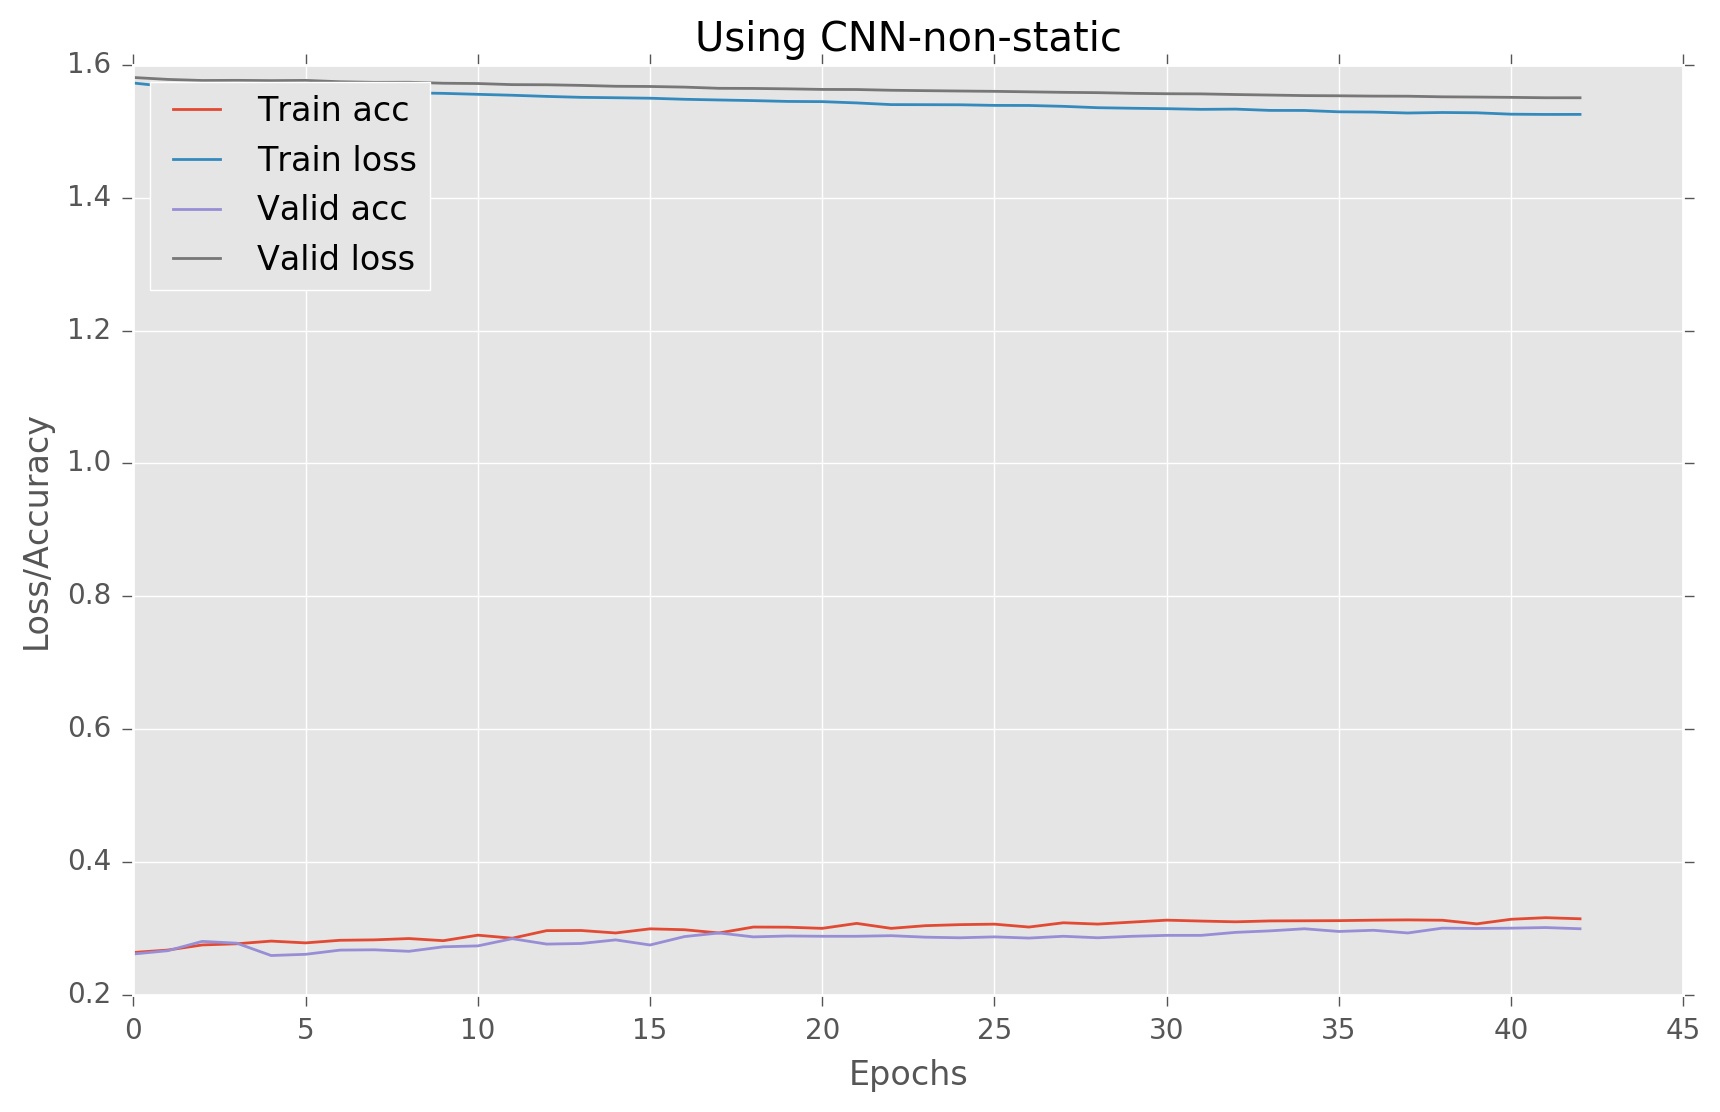 Using CNN-non-static
1.6
1.4
1.2
1.0
0.8
0.6
0.4
0.2
Loss/Accuracy
Train acc
Train loss
Valid acc
Valid loss
0 5 10 15 20 25 30 35 40 45
Epochs